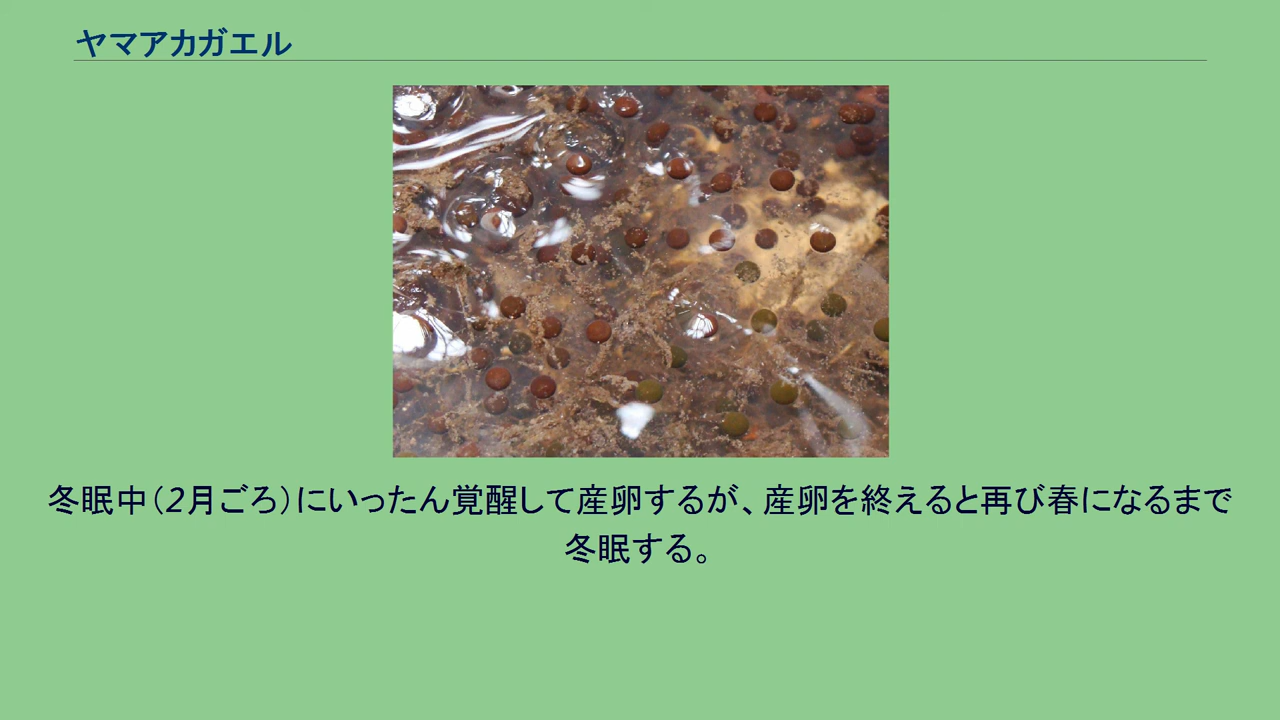 ヤマアカガエル
冬眠中（2月ごろ）にいったん覚醒して産卵するが、産卵を終えると再び春になるまで
冬眠する。